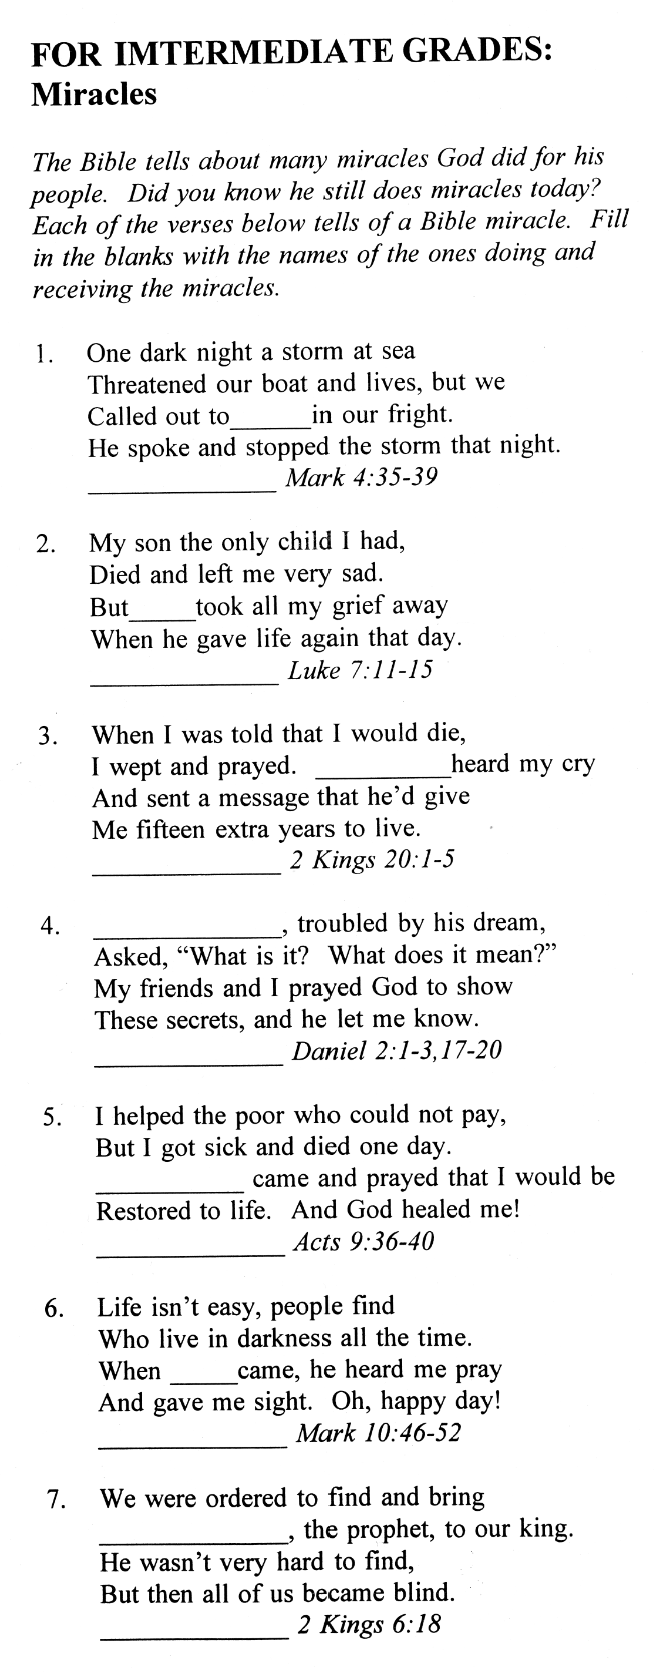 FOR IMTERMEDIATE GRADES:
Miracles
The Bible tells about many miracles God did for his
people. Did you know he still does miracles today?
Each of the verses below tells of a Bible miracle. Fill
in the blanks with the names of the ones doing and
receiving the miracles.
1. One dark night a storm at sea
Threatened our boat and lives, but we
Called out to______in our fright.
He spoke and stopped the storm that night.
______________ Mark 4:35-39
2. My son the only child I had,
Died and left me very sad.
But_____took all my grief away
When he gave life again that day.
______________ Luke 7:11-15
3. When I was told that I would die,
I wept and prayed. __________heard my cry
And sent a message that he'd give
Me fifteen extra years to live.
______________ 2 Kings 20:1-5
4. ______________, troubled by his dream,
Asked, “What is it? What does it mean?”
My friends and I prayed God to show
These secrets, and he let me know.
______________ Daniel 2:1-3,17-20
5. I helped the poor who could not pay,
But I got sick and died one day.
___________ came and prayed that I would be
Restored to life. And God healed me!
______________ Acts 9:36-40
6. Life isn't easy, people find
Who live in darkness all the time.
When _____came, he heard me pray
And gave me sight. Oh, happy day!
______________ Mark 10:46-52
7. We were ordered to find and bring
______________, the prophet, to our king.
He wasn't very hard to find,
But then all of us became blind.
______________ 2 Kings 6:18